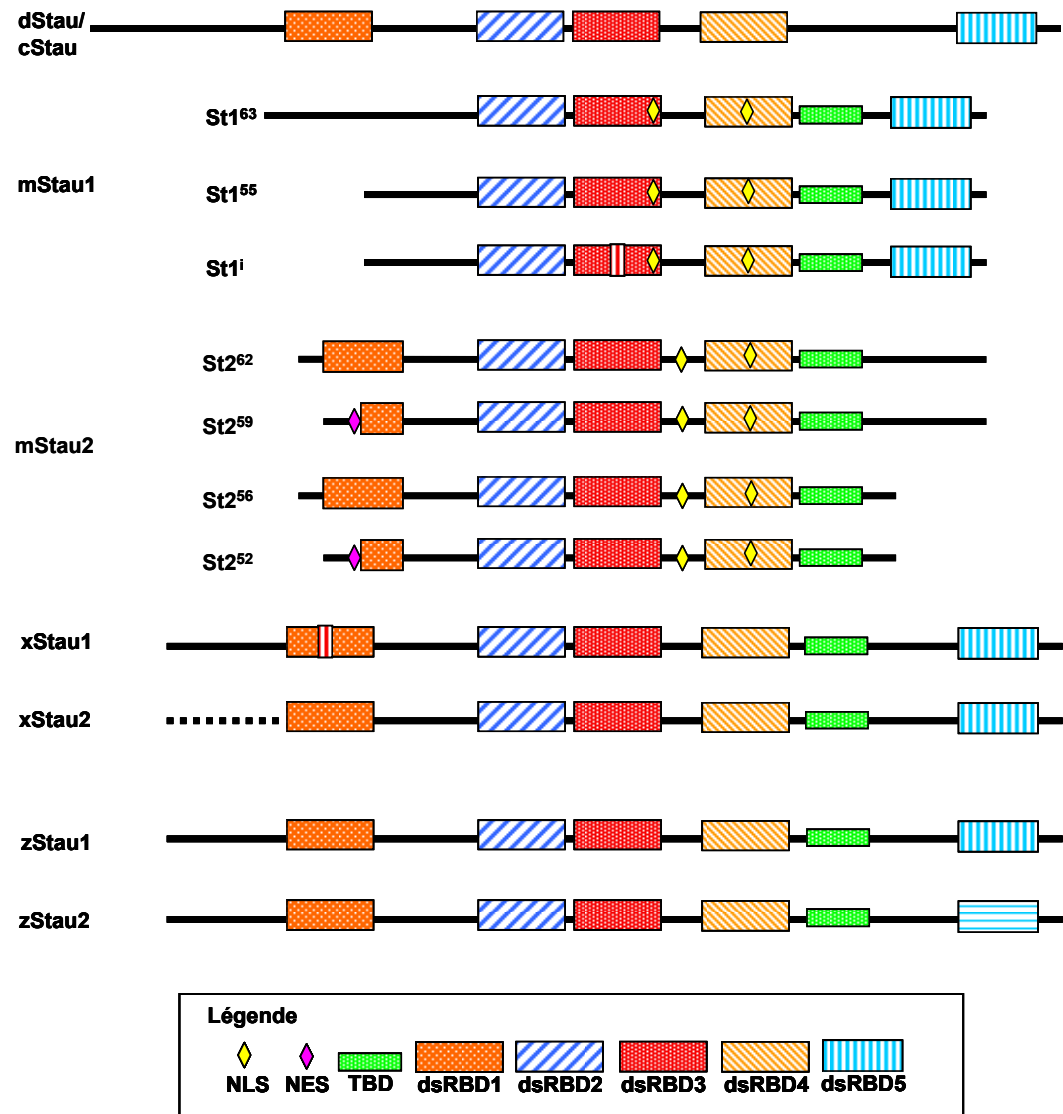 dStau/
cStau
St1⁶³
mStau1
St1⁵⁵
St1ⁱ
St2⁶²
St2⁵⁹
mStau2
St2⁵⁶
St2⁵²
xStau1
xStau2
zStau1
zStau2
Légende
NLS NES TBD dsRBD1 dsRBD2 dsRBD3 dsRBD4 dsRBD5